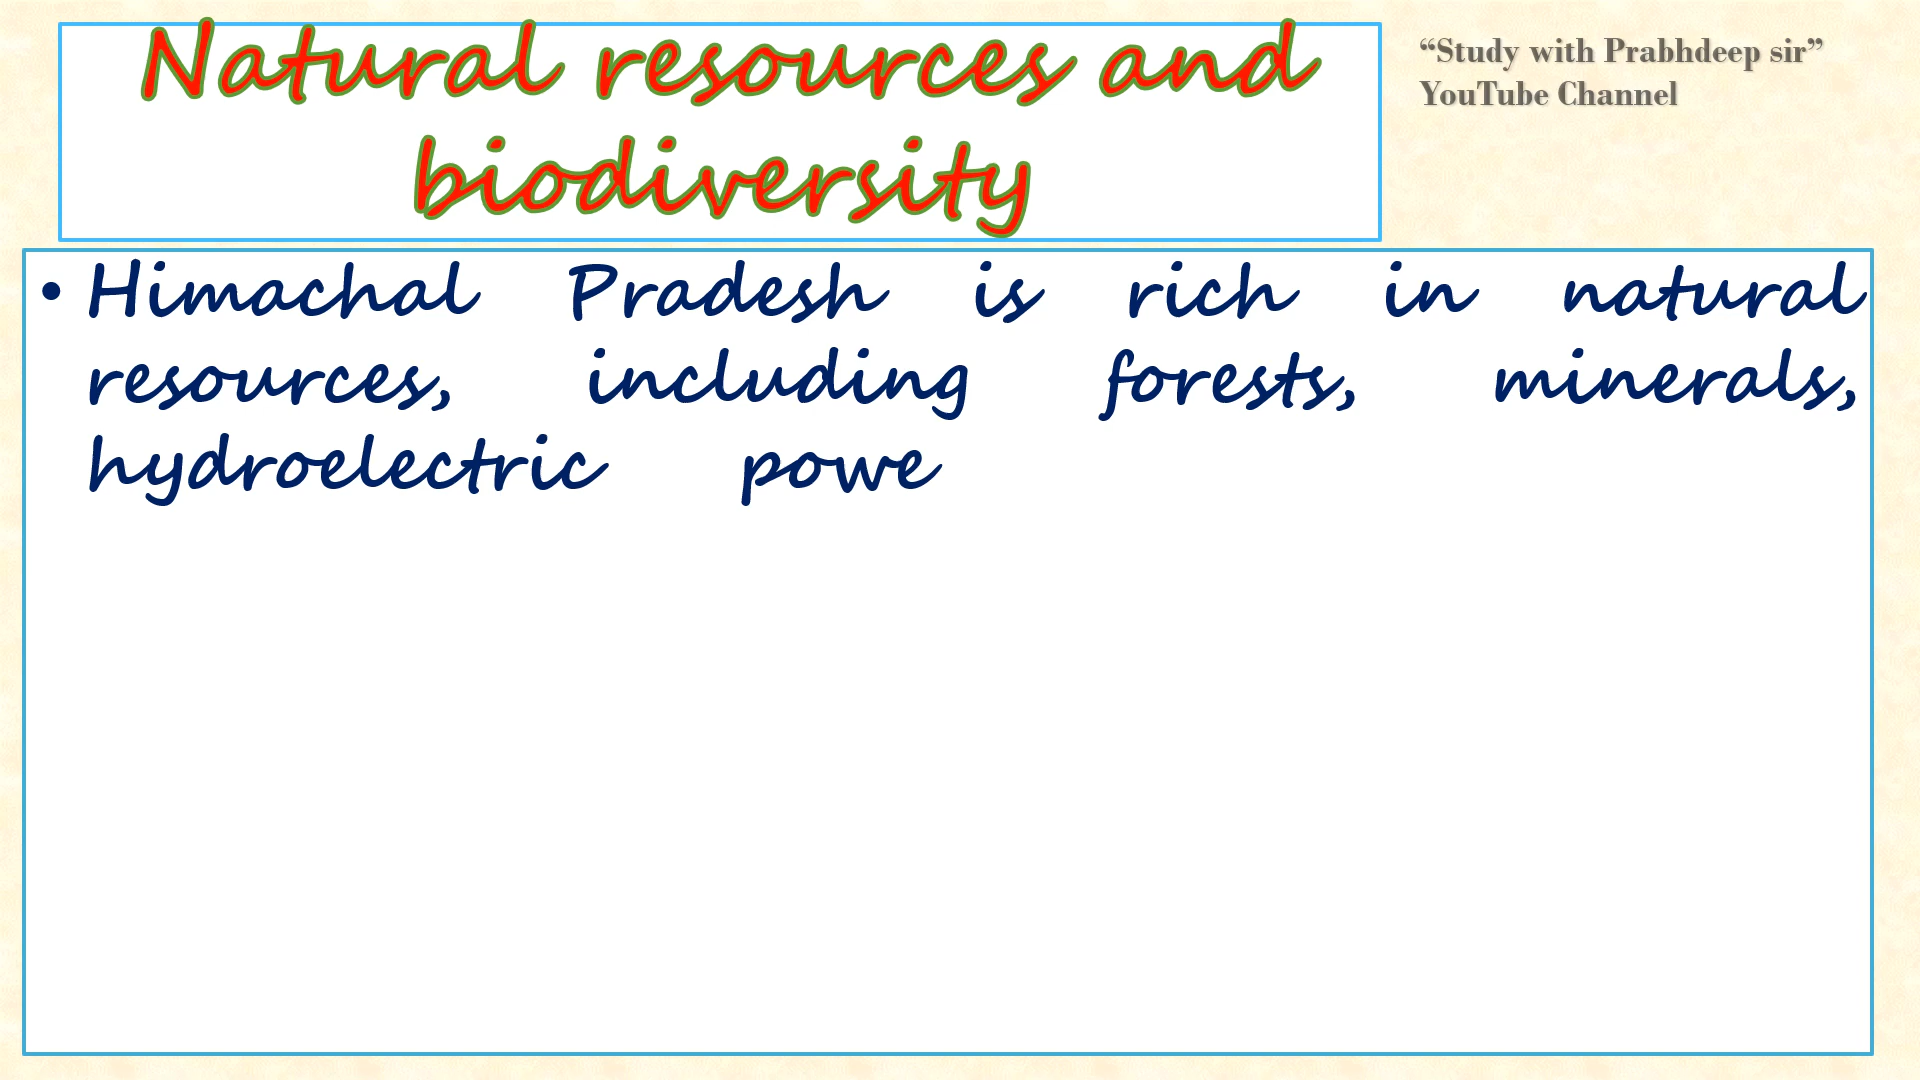 Natural resources and
biodiversity
“Study with Prabhdeep sir”
YouTube Channel
• Himachal Pradesh is rich in natural
resources, including forests, minerals,
hydroelectric powe